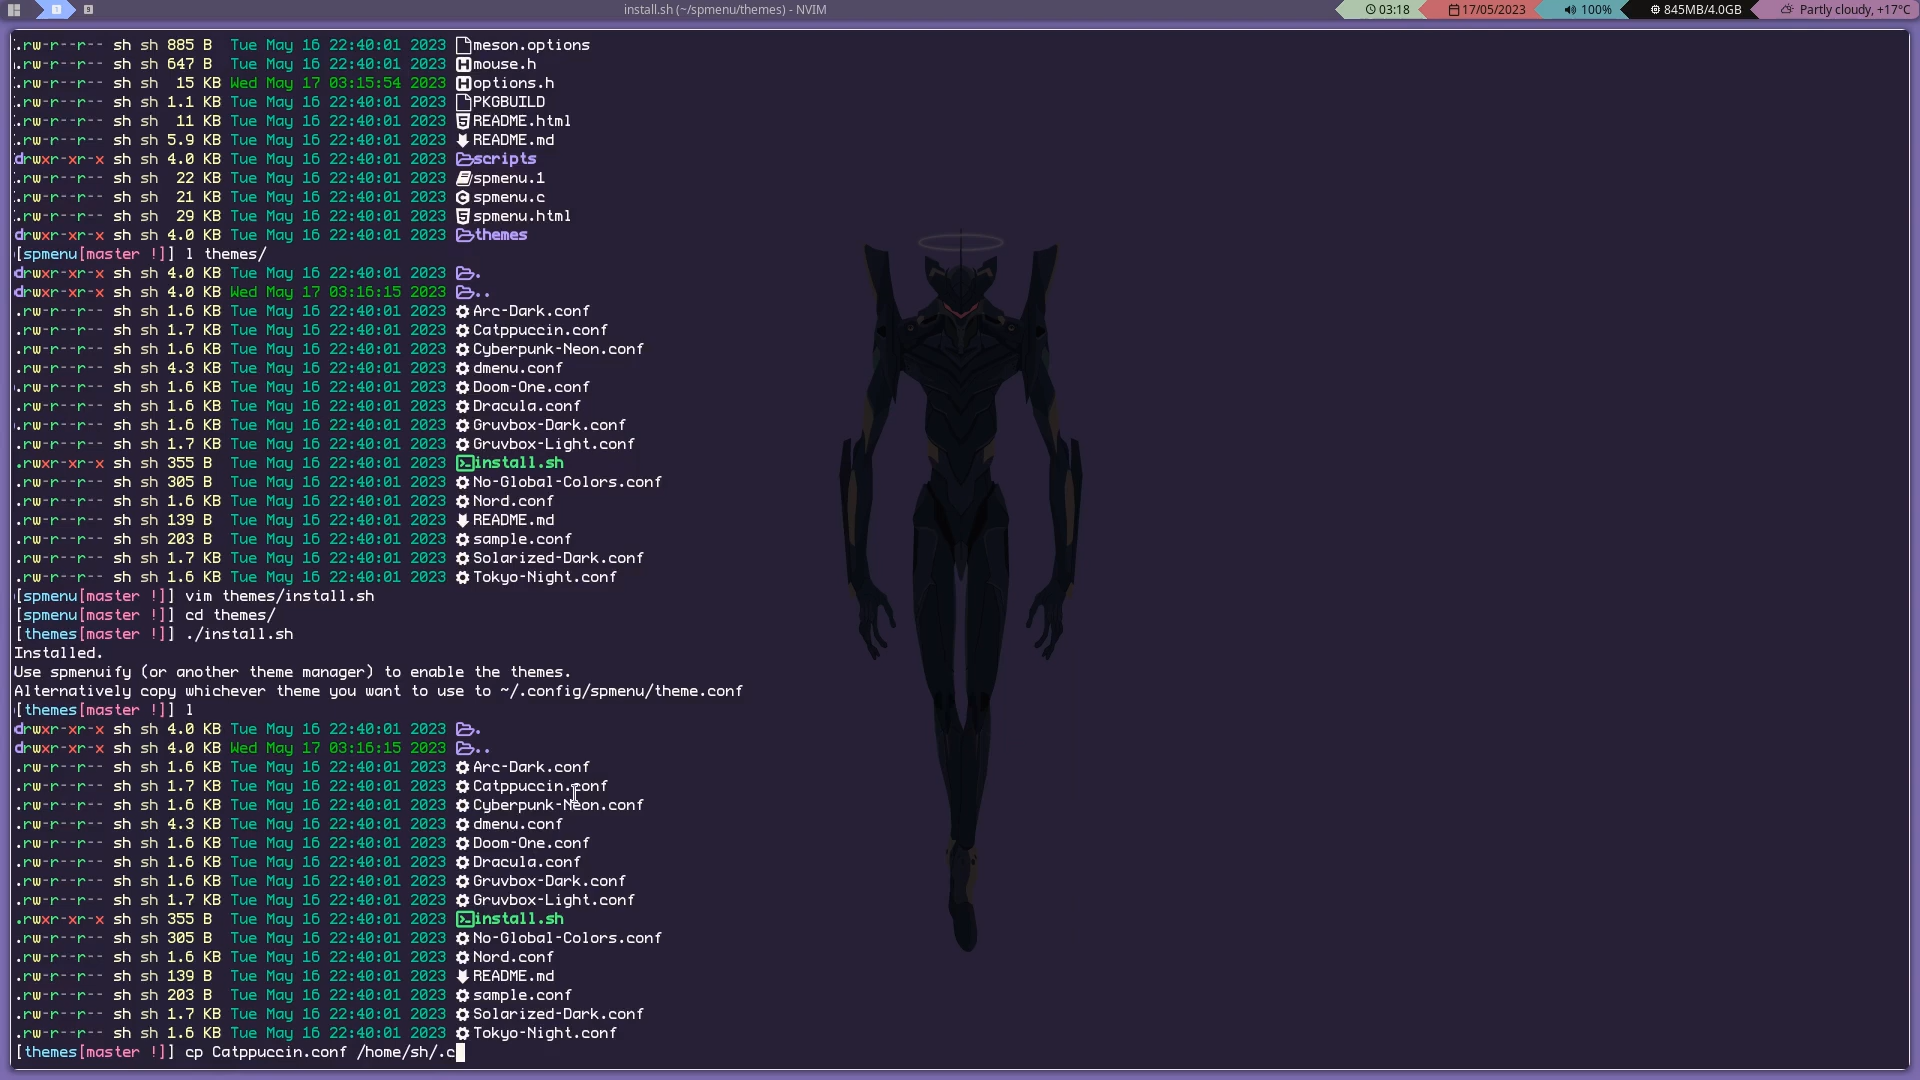 1 9 install.sh (~/spmenu/themes) - NVIM 03:18 17/05/2023 100% 845MB/4.0GB Partly cloudy, +17°C
.rw-r--r-- sh sh 885 B Tue May 16 22:40:01 2023 meson.options
.rw-r--r-- sh sh 647 B Tue May 16 22:40:01 2023 mouse.h
.rw-r--r-- sh sh 15 KB Wed May 17 03:15:54 2023 options.h
.rw-r--r-- sh sh 1.1 KB Tue May 16 22:40:01 2023 PKGBUILD
.rw-r--r-- sh sh 11 KB Tue May 16 22:40:01 2023 README.html
.rw-r--r-- sh sh 5.9 KB Tue May 16 22:40:01 2023 README.md
drwxr-xr-x sh sh 4.0 KB Tue May 16 22:40:01 2023 scripts
.rw-r--r-- sh sh 22 KB Tue May 16 22:40:01 2023 spmenu.1
.rw-r--r-- sh sh 21 KB Tue May 16 22:40:01 2023 spmenu.c
.rw-r--r-- sh sh 29 KB Tue May 16 22:40:01 2023 spmenu.html
drwxr-xr-x sh sh 4.0 KB Tue May 16 22:40:01 2023 themes
[spmenu[master !]] l themes/
drwxr-xr-x sh sh 4.0 KB Tue May 16 22:40:01 2023 .
drwxr-xr-x sh sh 4.0 KB Wed May 17 03:16:15 2023 ..
.rw-r--r-- sh sh 1.6 KB Tue May 16 22:40:01 2023 Arc-Dark.conf
.rw-r--r-- sh sh 1.7 KB Tue May 16 22:40:01 2023 Catppuccin.conf
.rw-r--r-- sh sh 1.6 KB Tue May 16 22:40:01 2023 Cyberpunk-Neon.conf
.rw-r--r-- sh sh 4.3 KB Tue May 16 22:40:01 2023 dmenu.conf
.rw-r--r-- sh sh 1.6 KB Tue May 16 22:40:01 2023 Doom-One.conf
.rw-r--r-- sh sh 1.6 KB Tue May 16 22:40:01 2023 Dracula.conf
.rw-r--r-- sh sh 1.6 KB Tue May 16 22:40:01 2023 Gruvbox-Dark.conf
.rw-r--r-- sh sh 1.7 KB Tue May 16 22:40:01 2023 Gruvbox-Light.conf
.rwxr-xr-x sh sh 355 B Tue May 16 22:40:01 2023 install.sh
.rw-r--r-- sh sh 305 B Tue May 16 22:40:01 2023 No-Global-Colors.conf
.rw-r--r-- sh sh 1.6 KB Tue May 16 22:40:01 2023 Nord.conf
.rw-r--r-- sh sh 139 B Tue May 16 22:40:01 2023 README.md
.rw-r--r-- sh sh 203 B Tue May 16 22:40:01 2023 sample.conf
.rw-r--r-- sh sh 1.7 KB Tue May 16 22:40:01 2023 Solarized-Dark.conf
.rw-r--r-- sh sh 1.6 KB Tue May 16 22:40:01 2023 Tokyo-Night.conf
[spmenu[master !]] vim themes/install.sh
[spmenu[master !]] cd themes/
[themes[master !]] ./install.sh
Installed.
Use spmenuify (or another theme manager) to enable the themes.
Alternatively copy whichever theme you want to use to ~/.config/spmenu/theme.conf
[themes[master !]] l
drwxr-xr-x sh sh 4.0 KB Tue May 16 22:40:01 2023 .
drwxr-xr-x sh sh 4.0 KB Wed May 17 03:16:15 2023 ..
.rw-r--r-- sh sh 1.6 KB Tue May 16 22:40:01 2023 Arc-Dark.conf
.rw-r--r-- sh sh 1.7 KB Tue May 16 22:40:01 2023 Catppuccin.conf
.rw-r--r-- sh sh 1.6 KB Tue May 16 22:40:01 2023 Cyberpunk-Neon.conf
.rw-r--r-- sh sh 4.3 KB Tue May 16 22:40:01 2023 dmenu.conf
.rw-r--r-- sh sh 1.6 KB Tue May 16 22:40:01 2023 Doom-One.conf
.rw-r--r-- sh sh 1.6 KB Tue May 16 22:40:01 2023 Dracula.conf
.rw-r--r-- sh sh 1.6 KB Tue May 16 22:40:01 2023 Gruvbox-Dark.conf
.rw-r--r-- sh sh 1.7 KB Tue May 16 22:40:01 2023 Gruvbox-Light.conf
.rwxr-xr-x sh sh 355 B Tue May 16 22:40:01 2023 install.sh
.rw-r--r-- sh sh 305 B Tue May 16 22:40:01 2023 No-Global-Colors.conf
.rw-r--r-- sh sh 1.6 KB Tue May 16 22:40:01 2023 Nord.conf
.rw-r--r-- sh sh 139 B Tue May 16 22:40:01 2023 README.md
.rw-r--r-- sh sh 203 B Tue May 16 22:40:01 2023 sample.conf
.rw-r--r-- sh sh 1.7 KB Tue May 16 22:40:01 2023 Solarized-Dark.conf
.rw-r--r-- sh sh 1.6 KB Tue May 16 22:40:01 2023 Tokyo-Night.conf
[themes[master !]] cp Catppuccin.conf /home/sh/.c